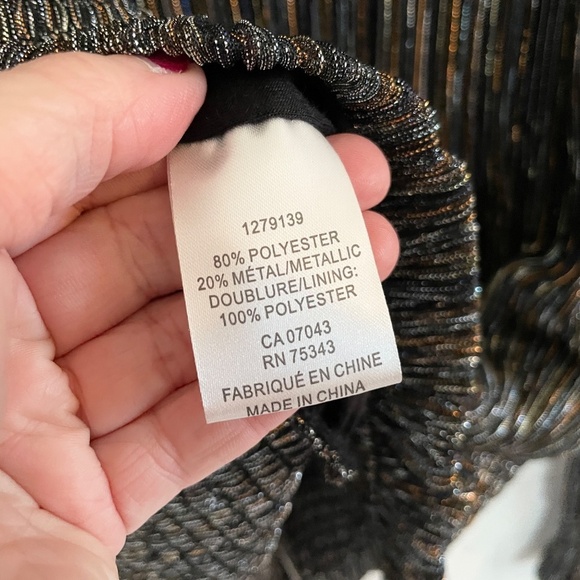 1279139
80% POLYESTER
20% MÉTAL/METALLIC
DOUBLURE/LINING:
100% POLYESTER
CA 07043
RN 75343
FABRIQUÉ EN CHINE
MADE IN CHINA